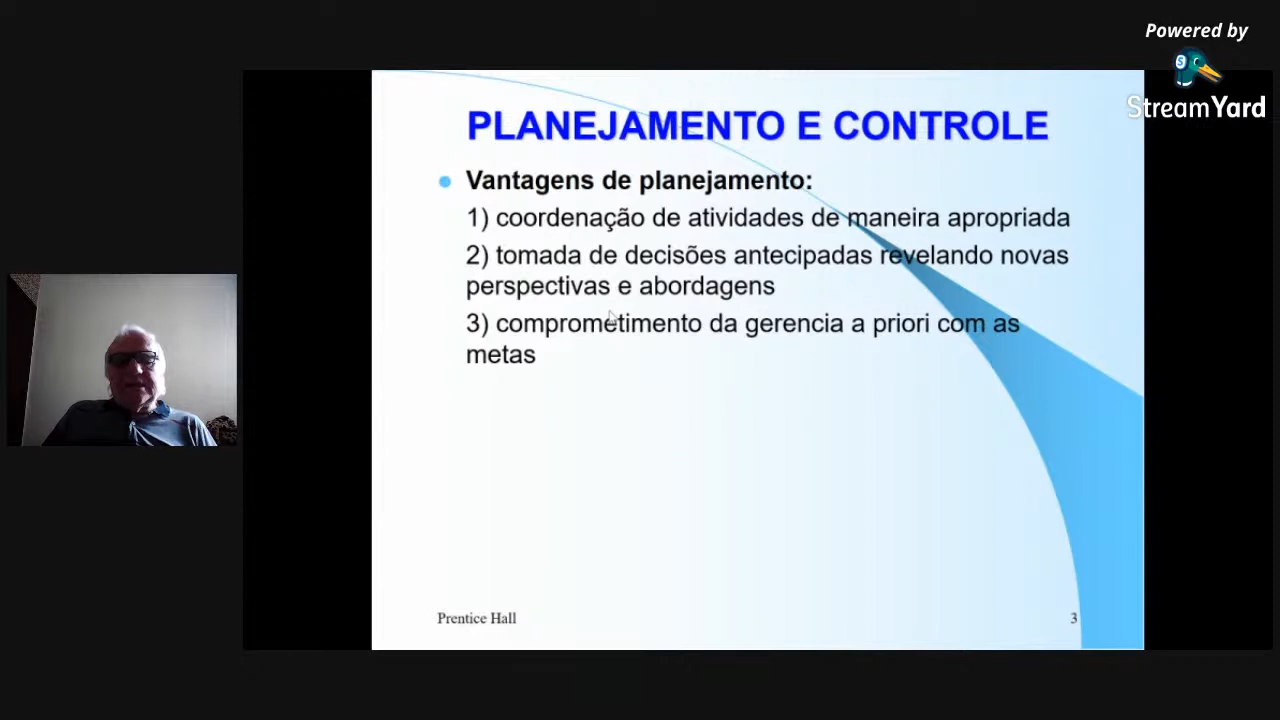 Powered by
StreamYard
PLANEJAMENTO E CONTROLE
Vantagens de planejamento:
1) coordenação de atividades de maneira apropriada
2) tomada de decisões antecipadas revelando novas
perspectivas e abordagens
3) comprometimento da gerencia a priori com as
metas
Prentice Hall
3